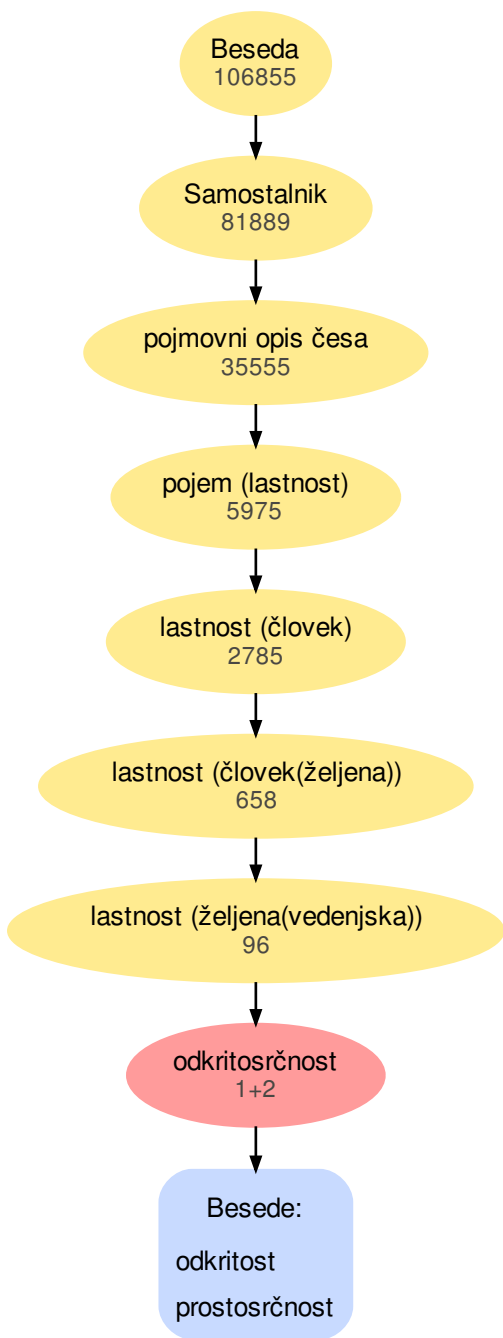 Beseda
106855
Samostalnik
81889
pojmovni opis česa
35555
pojem (lastnost)
5975
lastnost (človek)
2785
lastnost (človek(željena))
658
lastnost (željena(vedenjska))
96
odkritosrčnost
1+2
Besede:
odkritost
prostosrčnost